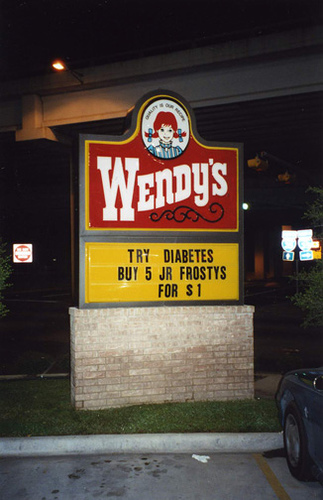 QUALITY IS OUR RECIPE
WENDY'S
TRY DIABETES
BUY 5 JR FROSTYS
FOR $1